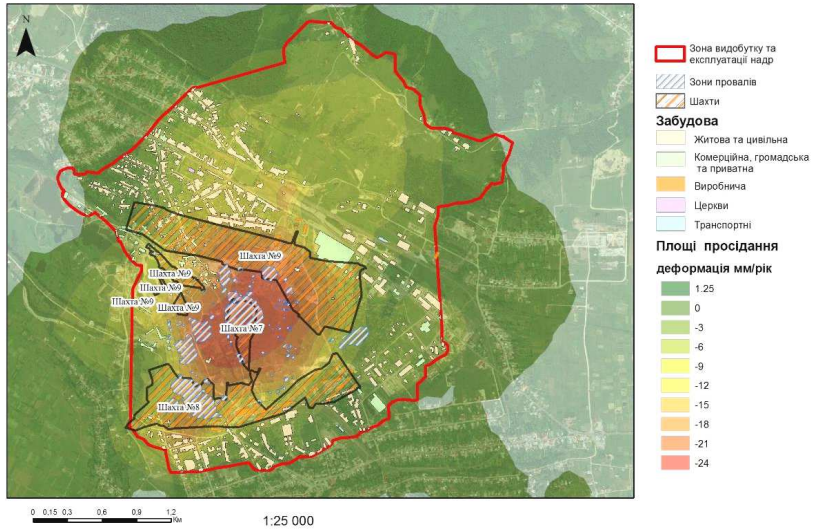 N
Шахта №9
Шахта №9
Шахта №9
Шахта №9
Шахта №9
Шахта №7
Шахта №8
0 0,15 0,3 0,6 0,9 1,2
Км
1:25 000
Зона видобутку та
експлуатації надр
Зони провалів
Шахти
Забудова
Житова та цивільна
Комерційна, громадська
та приватна
Виробнича
Церкви
Транспортні
Площі просідання
деформація мм/рік
1.25
0
-3
-6
-9
-12
-15
-18
-21
-24